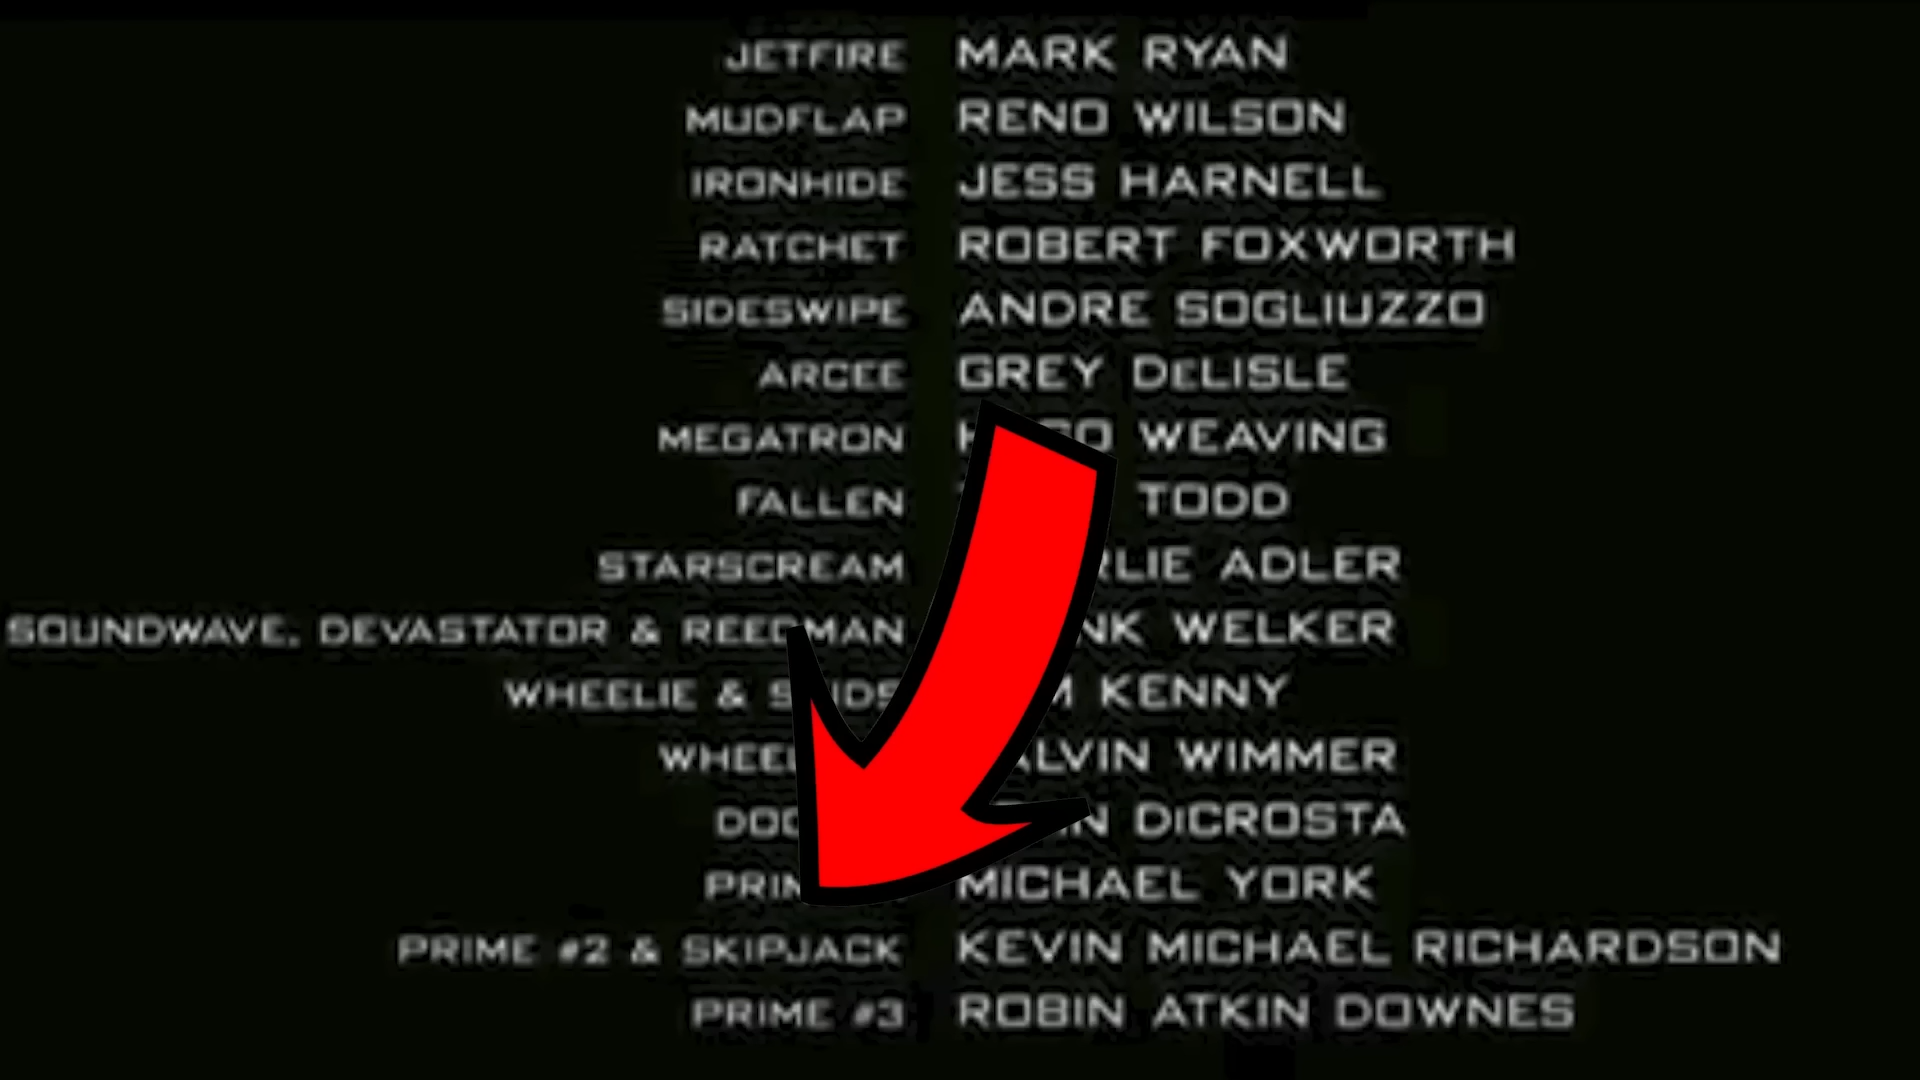 JETFIRE MARK RYAN
MUDFLAP RENO WILSON
IRONHIDE JESS HARNELL
RATCHET ROBERT FOXWORTH
SIDESWIPE ANDRE SOGLIUZZO
ARCEE GREY DELISLE
MEGATRON WEAVING
FALLEN TODD
STARSCREAM ADLER
SOUNDWAVE, DEVASTATOR & REEDMAN WELKER
WHEELIE & KENNY
WIMMER
DiCROSTA
MICHAEL YORK
PRIME #2 & SKIPJACK KEVIN MICHAEL RICHARDSON
PRIME #3 ROBIN ATKIN DOWNES